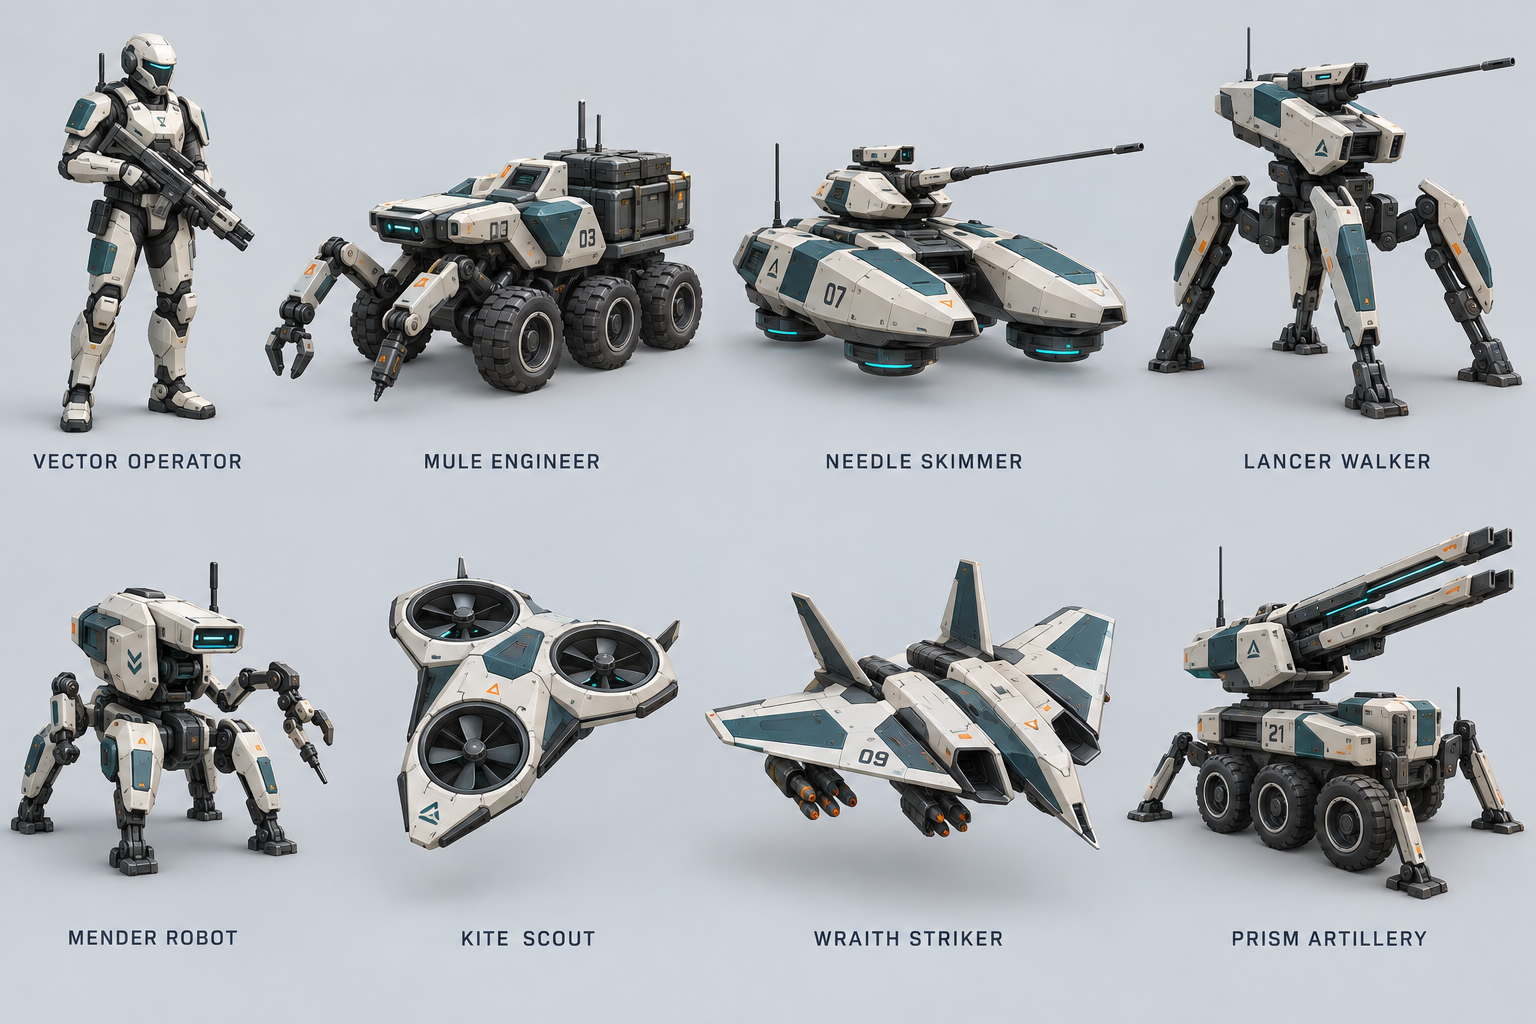 03
03
07
VECTOR OPERATOR
MULE ENGINEER
NEEDLE SKIMMER
LANCER WALKER
09
21
MENDER ROBOT
KITE SCOUT
WRAITH STRIKER
PRISM ARTILLERY